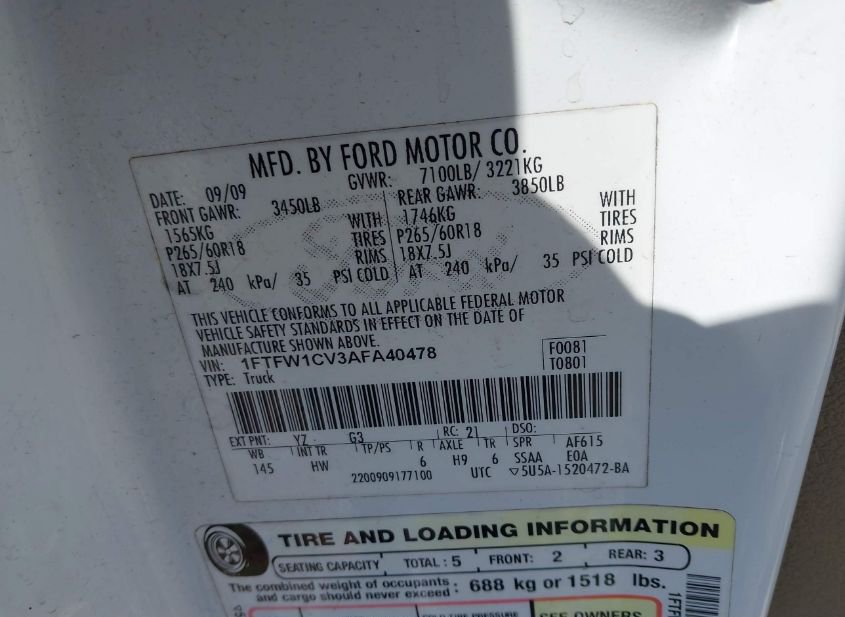 MFD. BY FORD MOTOR CO.
DATE: 09/09 GVWR: 7100LB/ 3221KG
FRONT GAWR: 3450LB REAR GAWR: 3850LB
1565KG WITH 1746KG WITH
P265/60R18 TIRES P265/60R18 TIRES
18X7.5J RIMS 18X7.5J RIMS
AT 240 kPa/ 35 PSI COLD AT 240 kPa/ 35 PSI COLD
THIS VEHICLE CONFORMS TO ALL APPLICABLE FEDERAL MOTOR
VEHICLE SAFETY STANDARDS IN EFFECT ON THE DATE OF
MANUFACTURE SHOWN ABOVE.
VIN: 1FTFW1CV3AFA40478 F0081
TYPE: Truck T0801
EXT PNT: YZ G3 RC: 21 DSO:
WB INT TR TP/PS R AXLE TR SPR AF615
145 HW 6 H9 6 SSAA E0A
2200909177100 UTC ▽5U5A-1520472-BA
TIRE AND LOADING INFORMATION
SEATING CAPACITY TOTAL : 5 FRONT: 2 REAR: 3
The combined weight of occupants : 688 kg or 1518 lbs.
and cargo should never exceed :
SEE OWNERS
1FTF